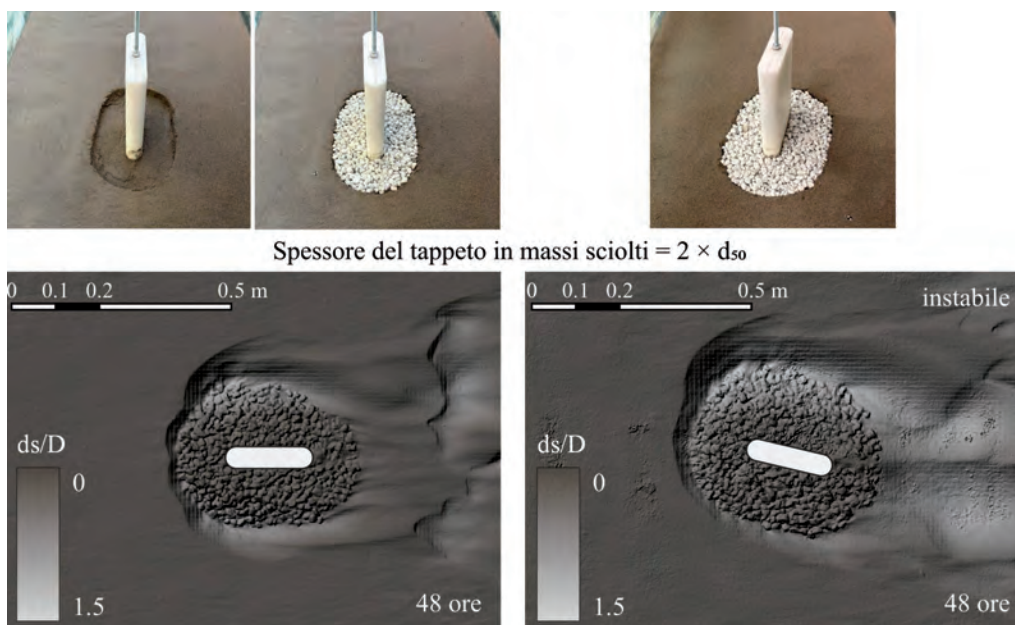 Spessore del tappeto in massi sciolti = 2 × d₅₀
0 0.1 0.2 0.5 m
ds/D
0
1.5
48 ore
0 0.1 0.2 0.5 m
instabile
ds/D
0
1.5
48 ore